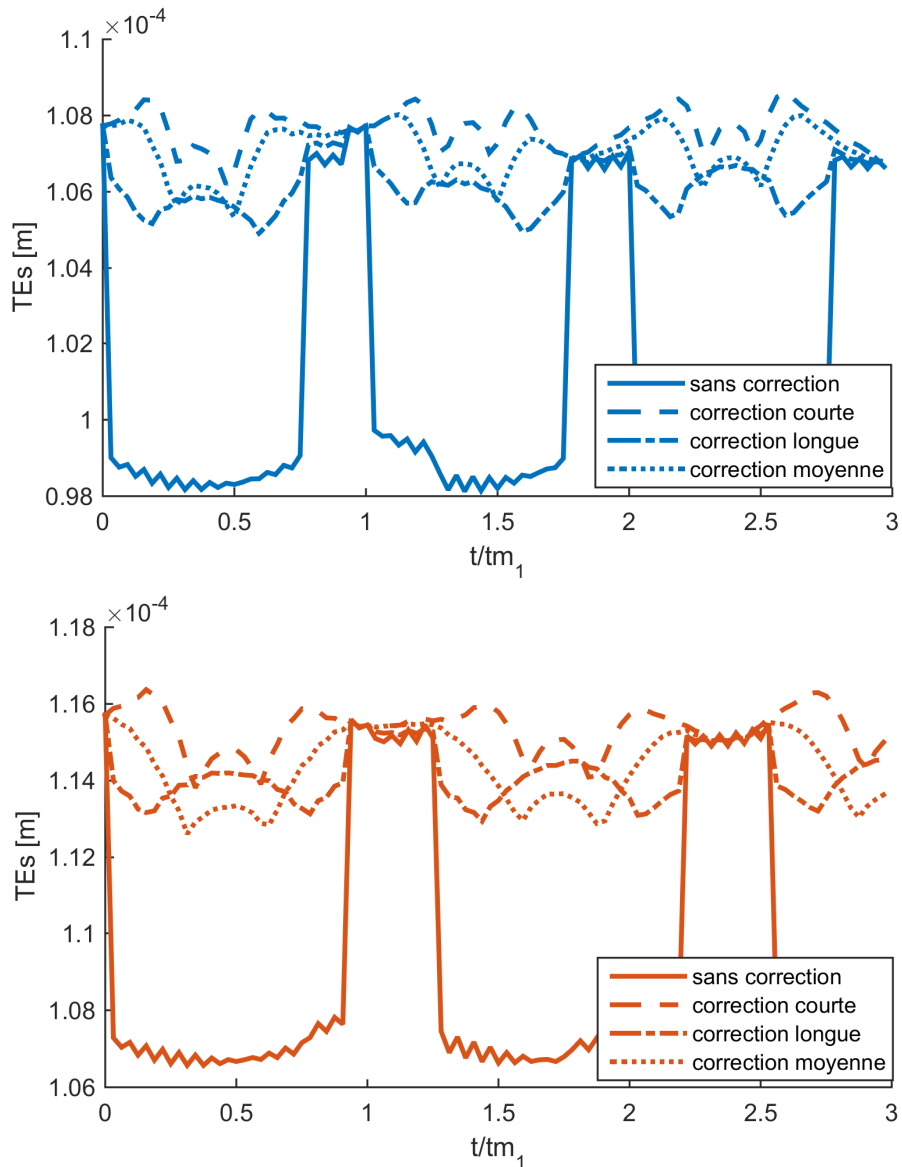 ×10⁻⁴
1.1
1.08
1.06
1.04
1.02
1
0.98
TEs [m]
0 0.5 1 1.5 2 2.5 3
t/tm₁
sans correction
correction courte
correction longue
correction moyenne
×10⁻⁴
1.18
1.16
1.14
1.12
1.1
1.08
1.06
TEs [m]
0 0.5 1 1.5 2 2.5 3
t/tm₁
sans correction
correction courte
correction longue
correction moyenne